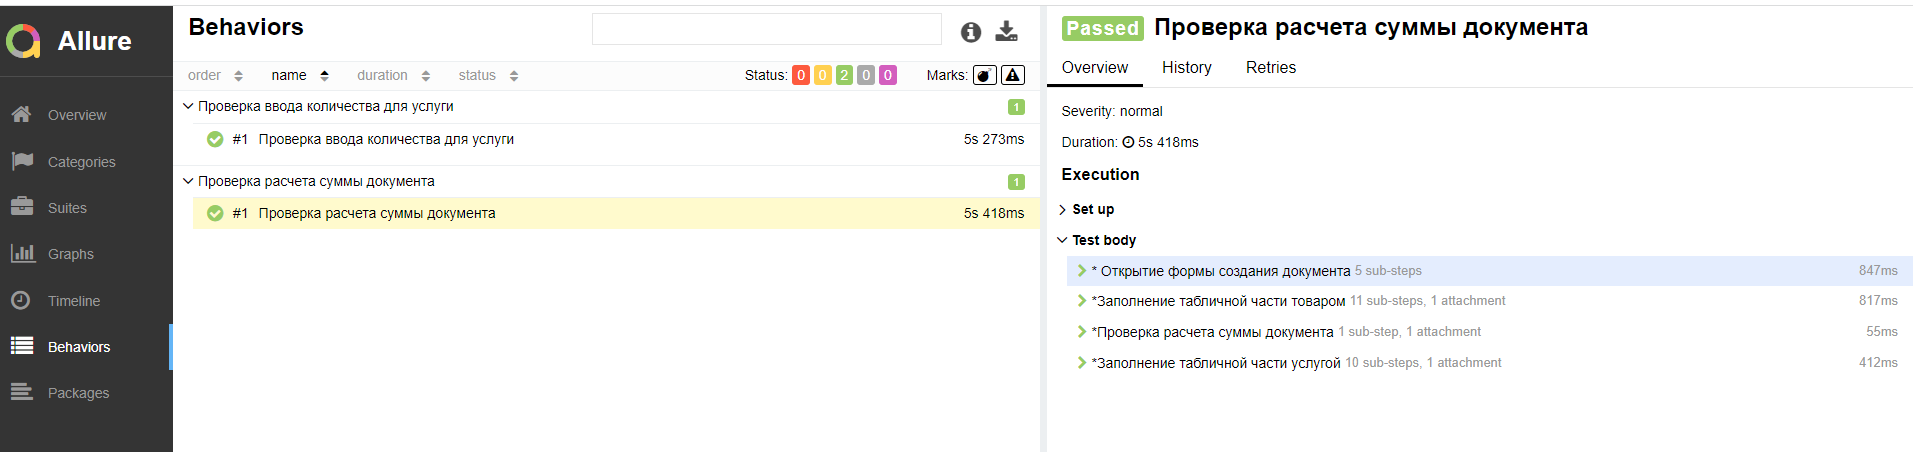 Allure
Overview
Categories
Suites
Graphs
Timeline
Behaviors
Packages
Behaviors
order name duration status Status: 0 0 2 0 0 Marks:
Проверка ввода количества для услуги 1
#1 Проверка ввода количества для услуги 5s 273ms
Проверка расчета суммы документа 1
#1 Проверка расчета суммы документа 5s 418ms
Passed Проверка расчета суммы документа
Overview History Retries
Severity: normal
Duration: 5s 418ms
Execution
Set up
Test body
* Открытие формы создания документа 5 sub-steps 847ms
*Заполнение табличной части товаром 11 sub-steps, 1 attachment 817ms
*Проверка расчета суммы документа 1 sub-step, 1 attachment 55ms
*Заполнение табличной части услугой 10 sub-steps, 1 attachment 412ms